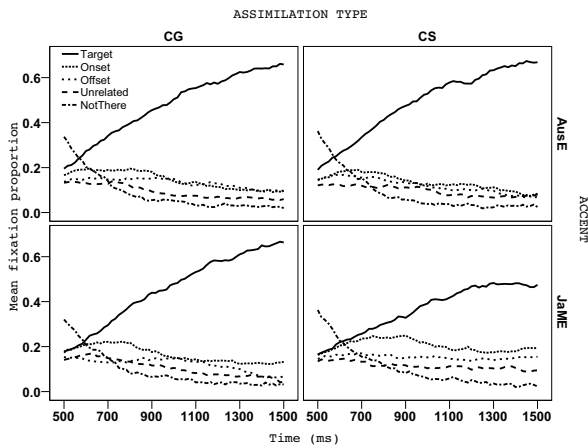 ASSIMILATION TYPE
CG
CS
Target
Onset
Offset
Unrelated
NotThere
0.6
0.4
0.2
0.0
AusE
0.6
0.4
0.2
0.0
JaME
Mean fixation proportion
ACCENT
500 700 900 1100 1300 1500
500 700 900 1100 1300 1500
Time (ms)